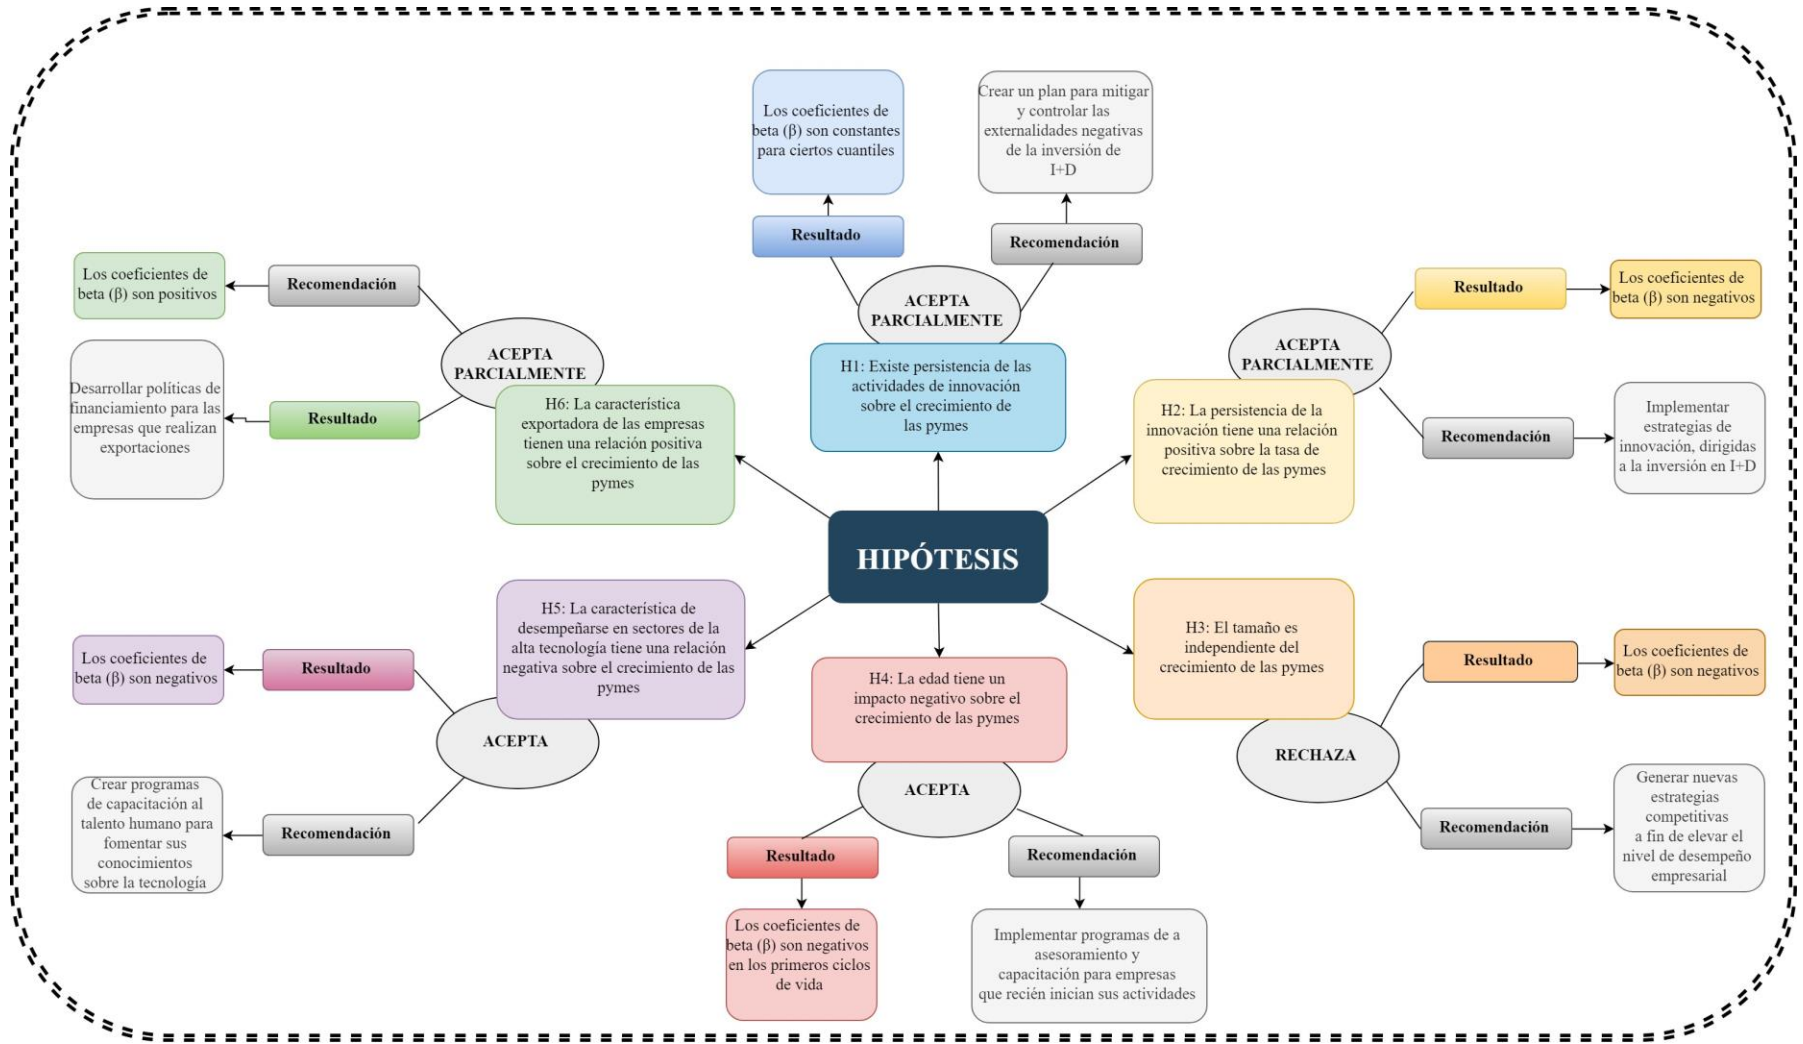 HIPÓTESIS
ACEPTA
PARCIALMENTE
H1: Existe persistencia de las
actividades de innovación
sobre el crecimiento de
las pymes
Resultado
Los coeficientes de
beta (β) son constantes
para ciertos cuantiles
Recomendación
Crear un plan para mitigar
y controlar las
externalidades negativas
de la inversión de
I+D
ACEPTA
PARCIALMENTE
H2: La persistencia de la
innovación tiene una relación
positiva sobre la tasa de
crecimiento de las pymes
Resultado
Los coeficientes de
beta (β) son negativos
Recomendación
Implementar
estrategias de
innovación, dirigidas
a la inversión en I+D
H3: El tamaño es
independiente del
crecimiento de las pymes
RECHAZA
Resultado
Los coeficientes de
beta (β) son negativos
Recomendación
Generar nuevas
estrategias
competitivas
a fin de elevar el
nivel de desempeño
empresarial
H4: La edad tiene un
impacto negativo sobre el
crecimiento de las pymes
ACEPTA
Resultado
Los coeficientes de
beta (β) son negativos
en los primeros ciclos
de vida
Recomendación
Implementar programas de a
asesoramiento y
capacitación para empresas
que recién inician sus actividades
H5: La característica de
desempeñarse en sectores de la
alta tecnología tiene una relación
negativa sobre el crecimiento de las
pymes
ACEPTA
Resultado
Los coeficientes de
beta (β) son negativos
Recomendación
Crear programas
de capacitación al
talento humano para
fomentar sus
conocimientos
sobre la tecnología
ACEPTA
PARCIALMENTE
H6: La característica
exportadora de las empresas
tienen una relación positiva
sobre el crecimiento de las
pymes
Recomendación
Los coeficientes de
beta (β) son positivos
Resultado
Desarrollar políticas de
financiamiento para las
empresas que realizan
exportaciones